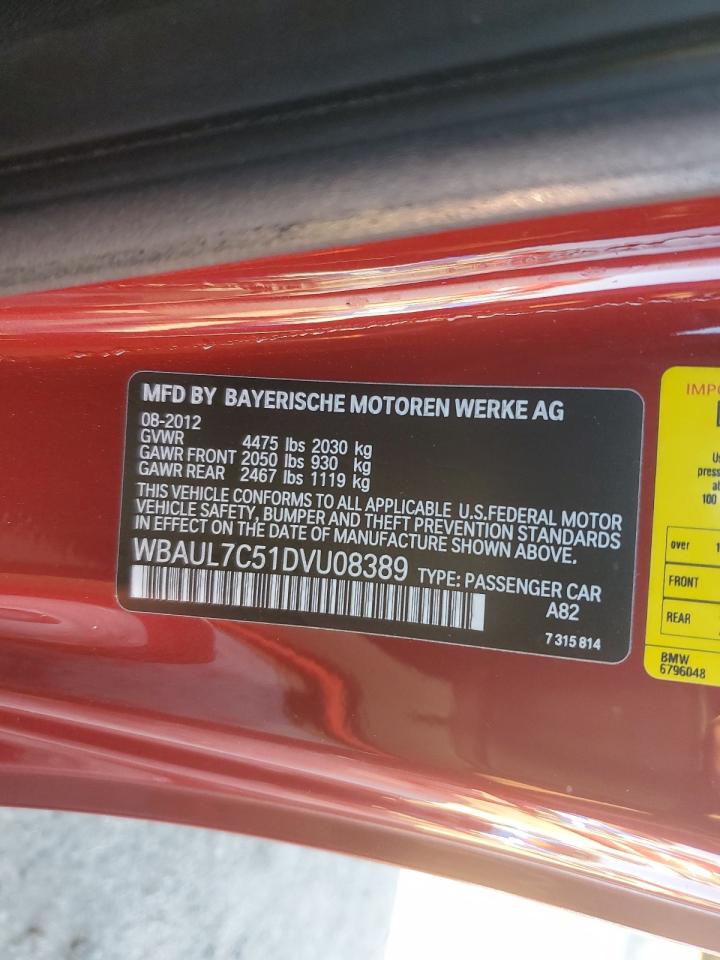 MFD BY BAYERISCHE MOTOREN WERKE AG
08-2012
GVWR 4475 lbs 2030 kg
GAWR FRONT 2050 lbs 930 kg
GAWR REAR 2467 lbs 1119 kg
THIS VEHICLE CONFORMS TO ALL APPLICABLE U.S.FEDERAL MOTOR
VEHICLE SAFETY, BUMPER AND THEFT PREVENTION STANDARDS
IN EFFECT ON THE DATE OF MANUFACTURE SHOWN ABOVE.
WBAUL7C51DVU08389 TYPE: PASSENGER CAR
A82
7 315 814
press
100
over
FRONT
REAR
BMW
6796048